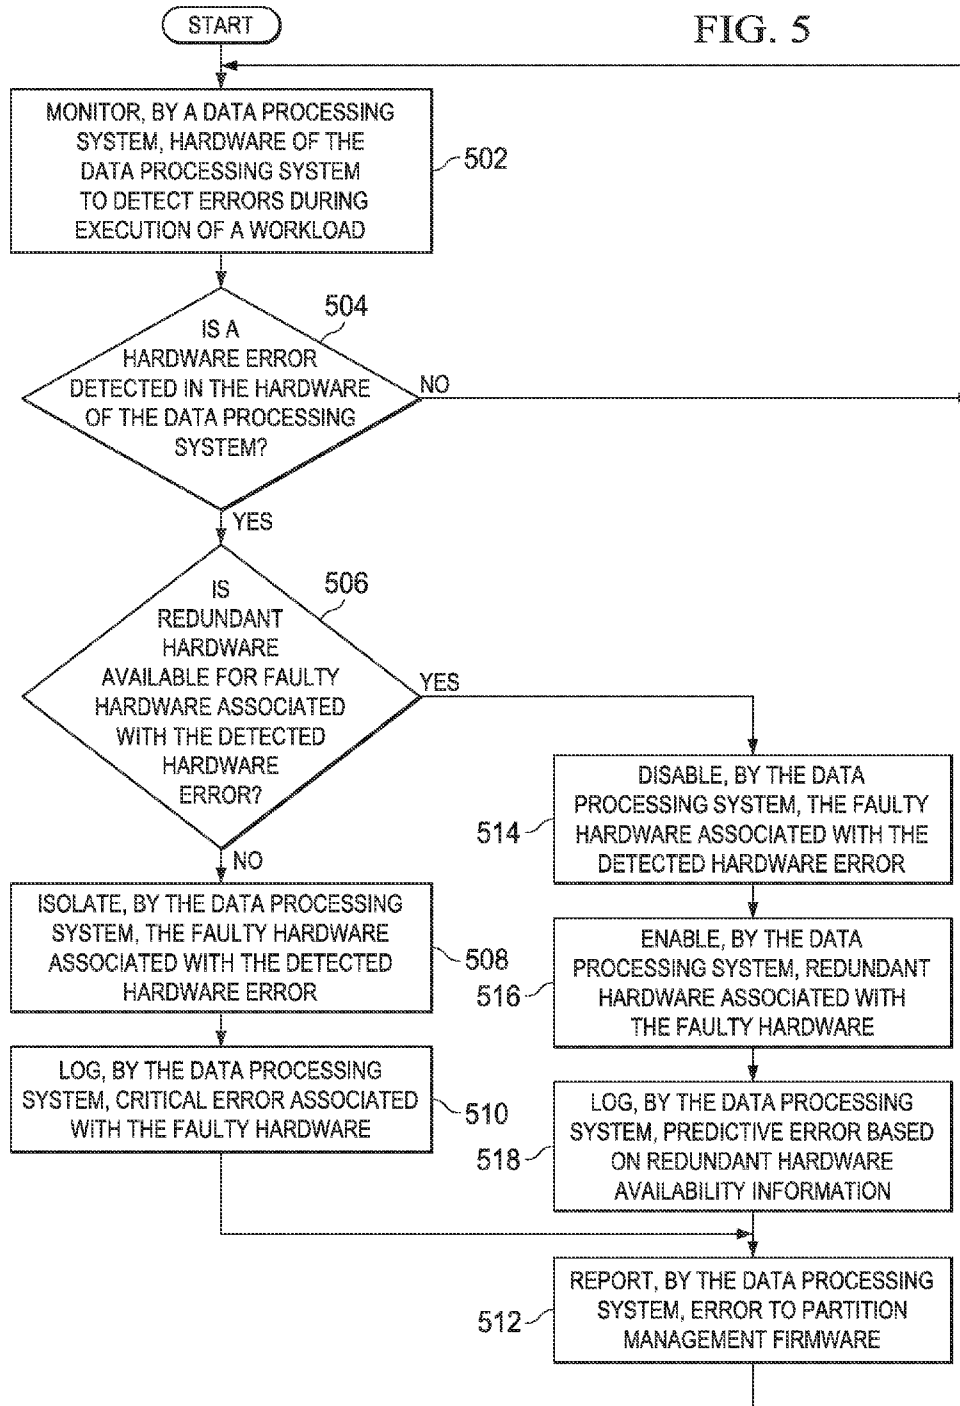 START
FIG. 5
MONITOR, BY A DATA PROCESSING
SYSTEM, HARDWARE OF THE
DATA PROCESSING SYSTEM
TO DETECT ERRORS DURING
EXECUTION OF A WORKLOAD
502
504
IS A
HARDWARE ERROR
DETECTED IN THE HARDWARE
OF THE DATA PROCESSING
SYSTEM?
NO
YES
506
IS
REDUNDANT
HARDWARE
AVAILABLE FOR FAULTY
HARDWARE ASSOCIATED
WITH THE DETECTED
HARDWARE
ERROR?
YES
NO
ISOLATE, BY THE DATA PROCESSING
SYSTEM, THE FAULTY HARDWARE
ASSOCIATED WITH THE DETECTED
HARDWARE ERROR
508
LOG, BY THE DATA PROCESSING
SYSTEM, CRITICAL ERROR ASSOCIATED
WITH THE FAULTY HARDWARE
510
DISABLE, BY THE DATA
PROCESSING SYSTEM, THE FAULTY
HARDWARE ASSOCIATED WITH THE
DETECTED HARDWARE ERROR
514
ENABLE, BY THE DATA
PROCESSING SYSTEM, REDUNDANT
HARDWARE ASSOCIATED WITH
THE FAULTY HARDWARE
516
LOG, BY THE DATA PROCESSING
SYSTEM, PREDICTIVE ERROR BASED
ON REDUNDANT HARDWARE
AVAILABILITY INFORMATION
518
REPORT, BY THE DATA PROCESSING
SYSTEM, ERROR TO PARTITION
MANAGEMENT FIRMWARE
512